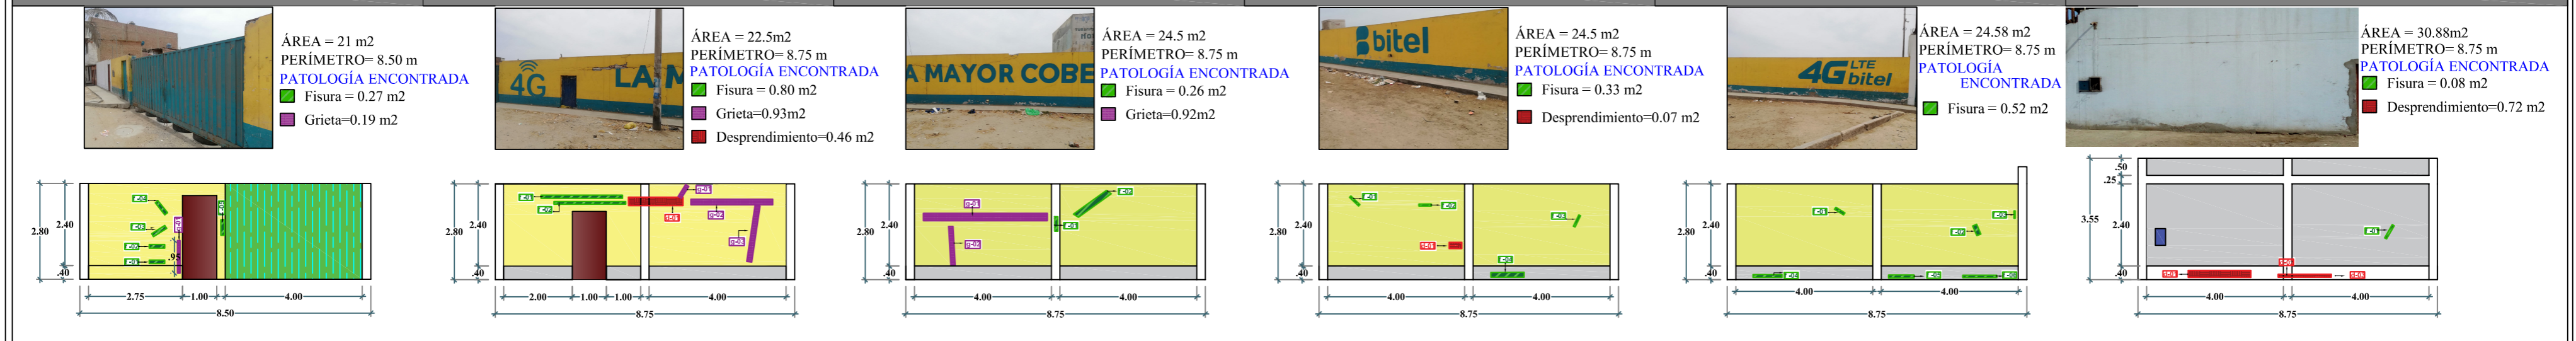 ÁREA = 21 m2
PERÍMETRO= 8.50 m
PATOLOGÍA ENCONTRADA
Fisura = 0.27 m2
Grieta=0.19 m2
4G
LA M
ÁREA = 22.5m2
PERÍMETRO= 8.75 m
PATOLOGÍA ENCONTRADA
Fisura = 0.80 m2
Grieta=0.93m2
Desprendimiento=0.46 m2
A MAYOR COBE
ÁREA = 24.5 m2
PERÍMETRO= 8.75 m
PATOLOGÍA ENCONTRADA
Fisura = 0.26 m2
Grieta=0.92m2
bitel
ÁREA = 24.5 m2
PERÍMETRO= 8.75 m
PATOLOGÍA ENCONTRADA
Fisura = 0.33 m2
Desprendimiento=0.07 m2
4G LTE
bitel
ÁREA = 24.58 m2
PERÍMETRO= 8.75 m
PATOLOGÍA
ENCONTRADA
Fisura = 0.52 m2
ÁREA = 30.88m2
PERÍMETRO= 8.75 m
PATOLOGÍA ENCONTRADA
Fisura = 0.08 m2
Desprendimiento=0.72 m2
2.80
2.40
.40
.95
2.75
1.00
4.00
8.50
2.80
2.40
.40
2.00
1.00
1.00
4.00
8.75
2.80
2.40
.40
4.00
4.00
8.75
2.80
2.40
.40
4.00
4.00
8.75
2.80
2.40
.40
4.00
4.00
8.75
.50
.25
3.55
2.40
.40
4.00
4.00
8.75